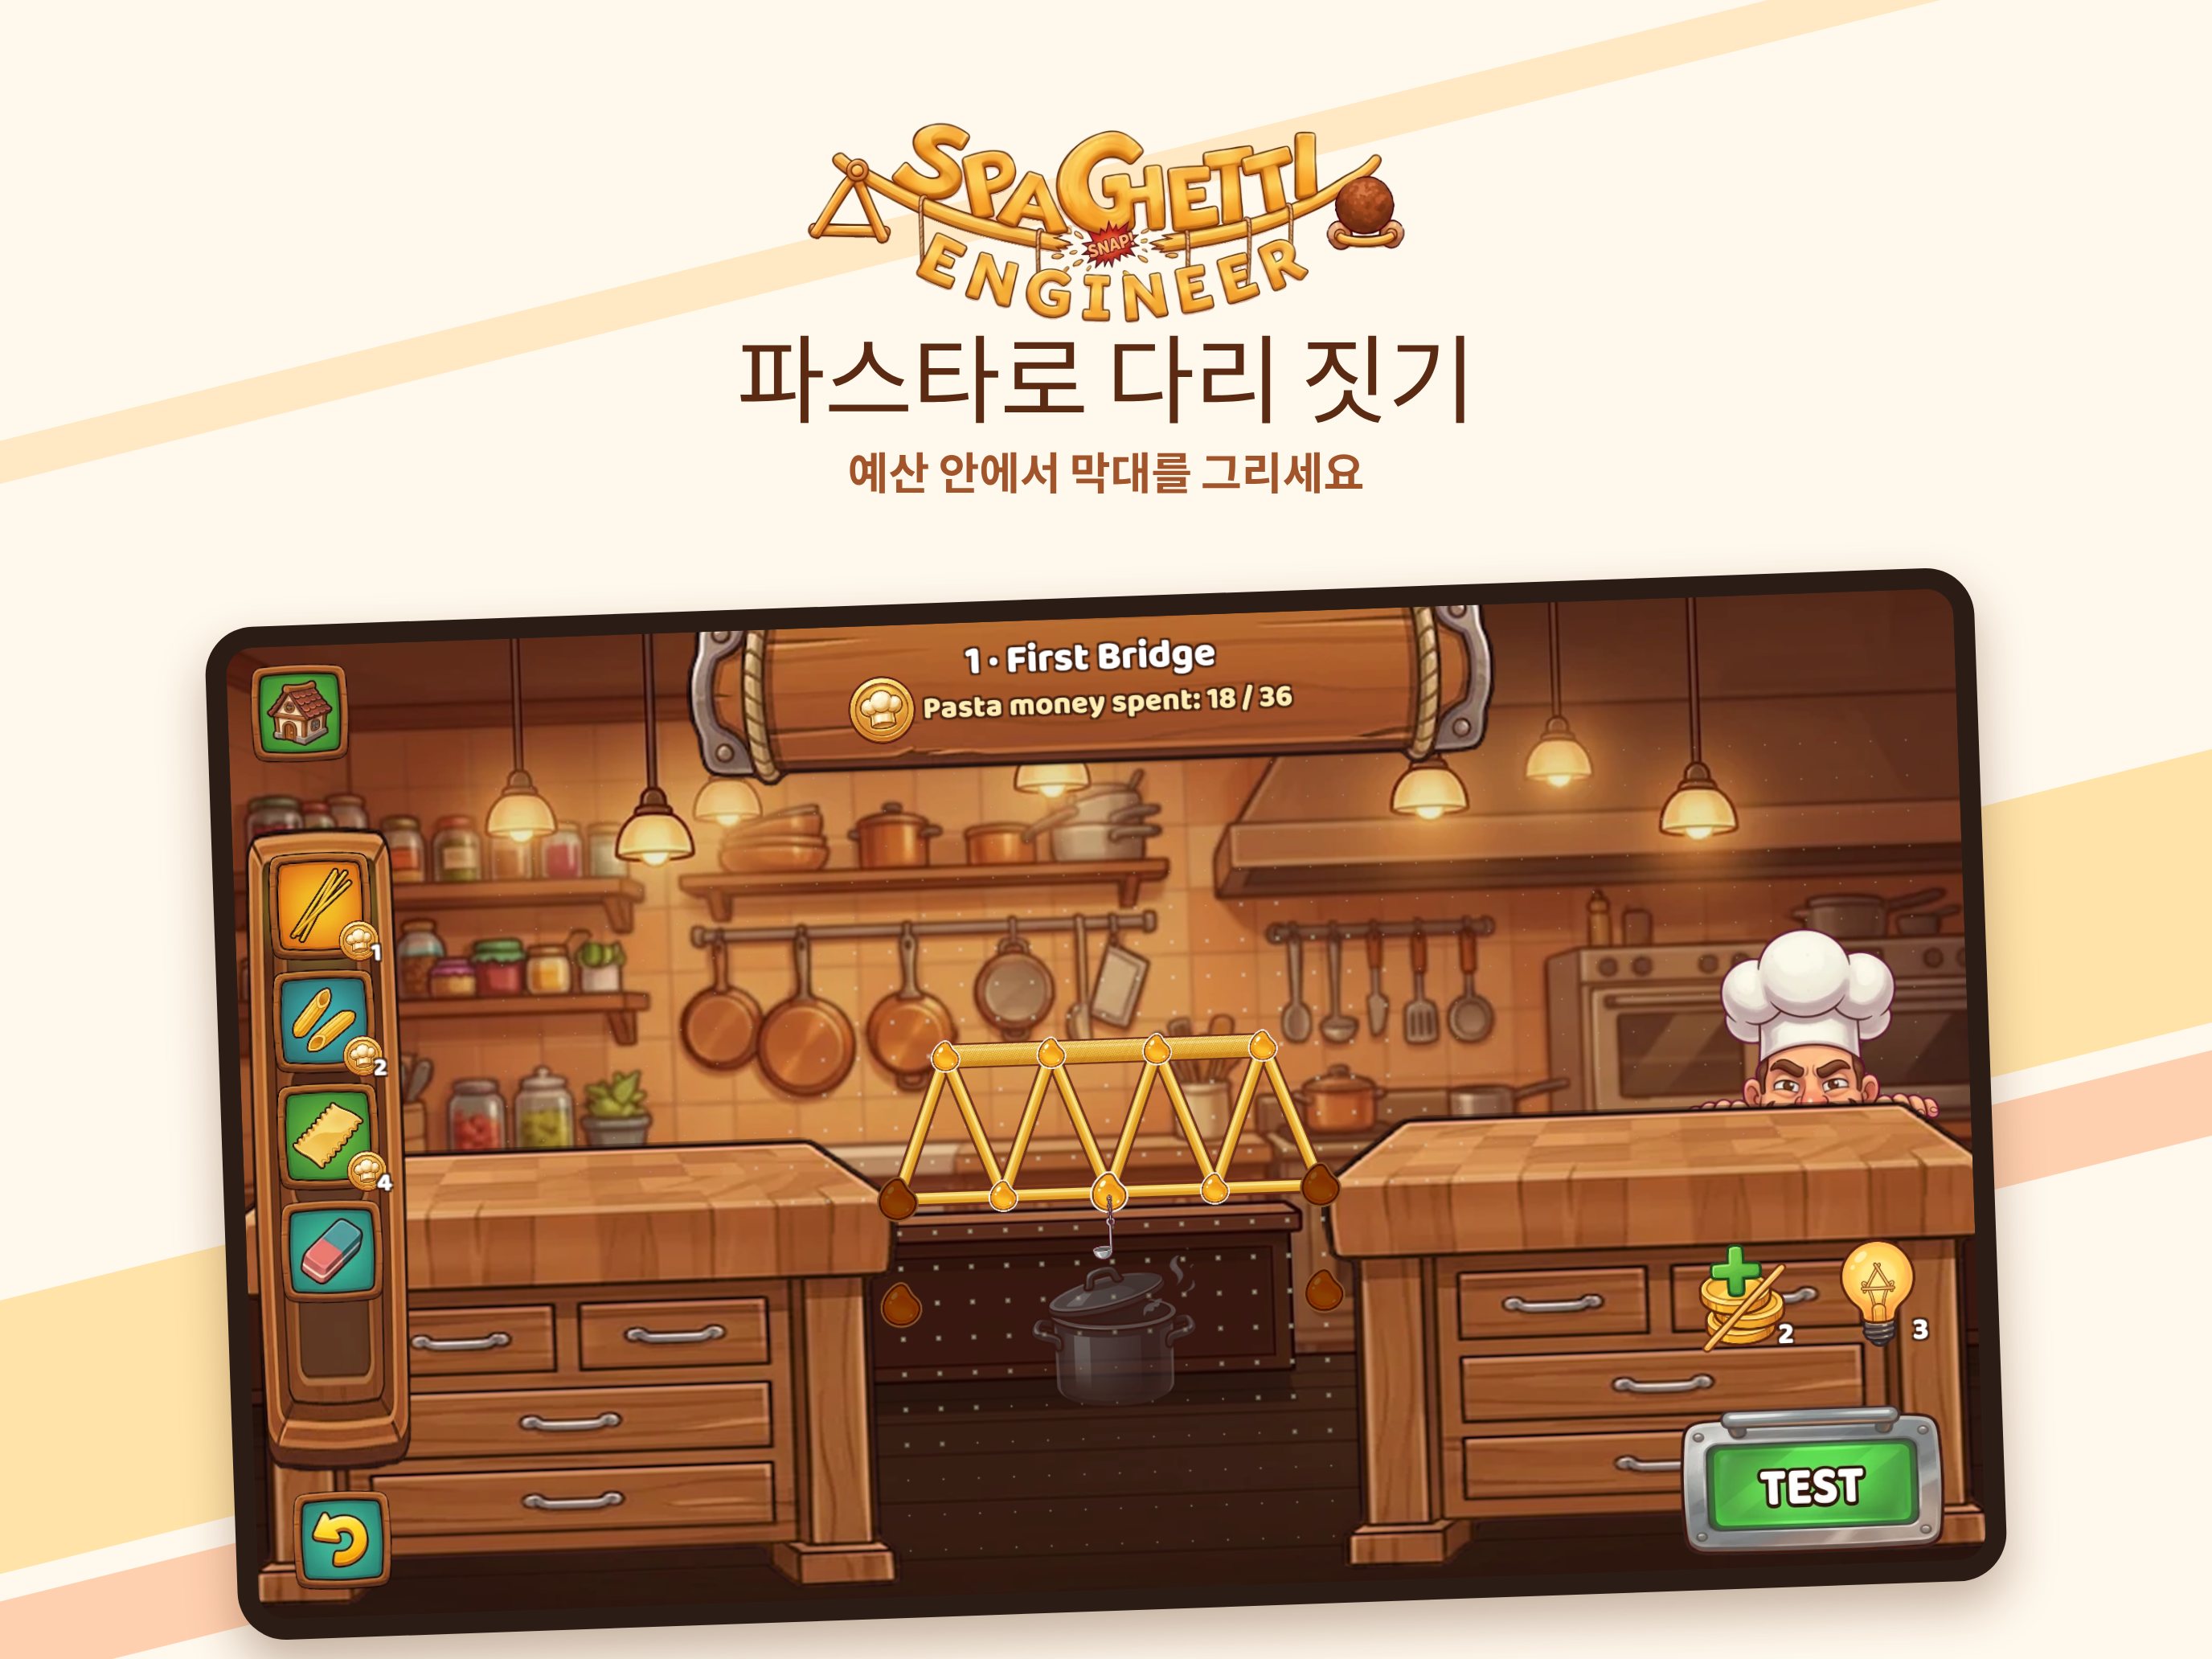 SPAGHETTI
SNAP!
ENGINEER
파스타로 다리 짓기
예산 안에서 막대를 그리세요
1 · First Bridge
Pasta money spent: 18 / 36
1
2
4
2
3
TEST